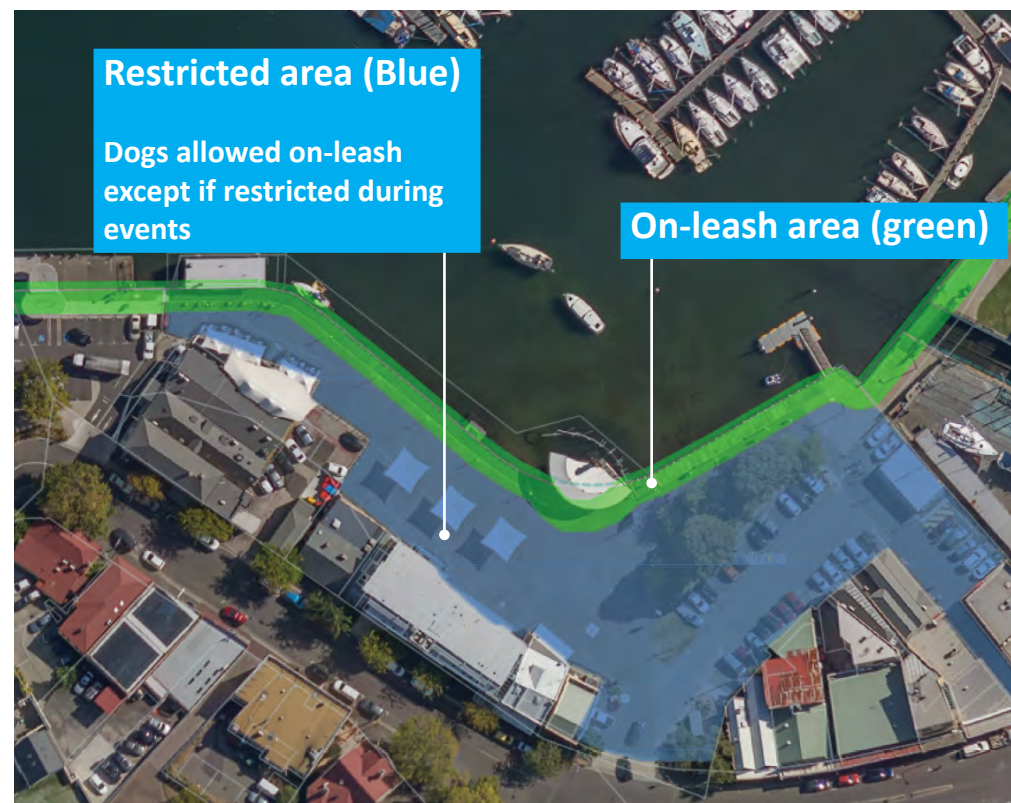 Restricted area (Blue)
Dogs allowed on-leash
except if restricted during
events
On-leash area (green)